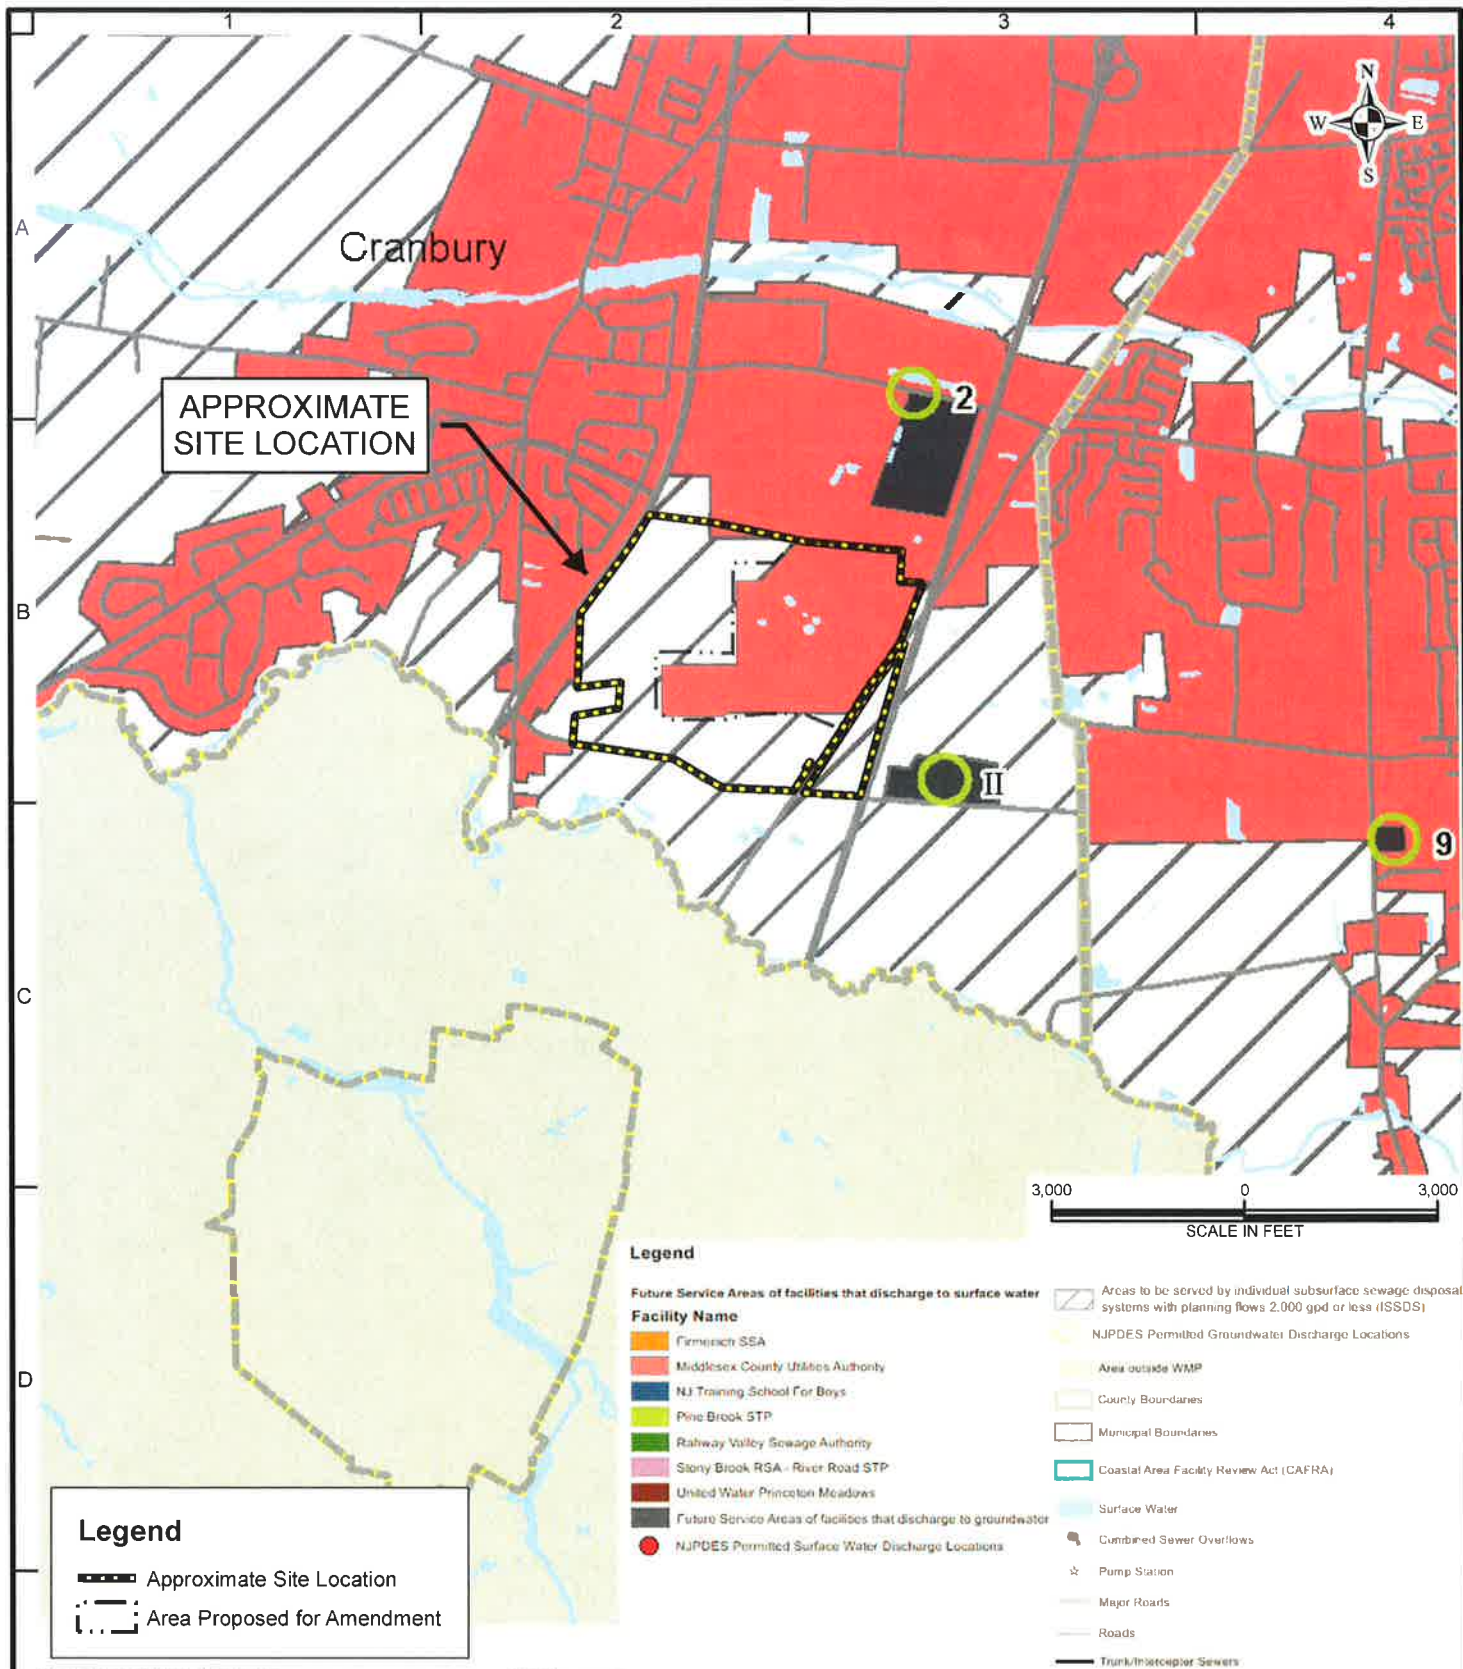 1 2 3 4
N
W E
S
A
Cranbury
APPROXIMATE
SITE LOCATION
2
B
II
9
C
3,000 0 3,000
SCALE IN FEET
Legend
Future Service Areas of facilities that discharge to surface water
Facility Name
Firmenich SSA
Middlesex County Utilities Authority
NJ Training School For Boys
Pine Brook STP
Rahway Valley Sewage Authority
Stony Brook RSA - River Road STP
United Water Princeton Meadows
Future Service Areas of facilities that discharge to groundwater
NJPDES Permitted Surface Water Discharge Locations
Areas to be served by individual subsurface sewage disposal
systems with planning flows 2,000 gpd or less (ISSDS)
NJPDES Permitted Groundwater Discharge Locations
Area outside WMP
County Boundaries
Municipal Boundaries
Coastal Area Facility Review Act (CAFRA)
Surface Water
Combined Sewer Overflows
Pump Station
Major Roads
Roads
Trunk/Interceptor Sewers
D
Legend
Approximate Site Location
Area Proposed for Amendment